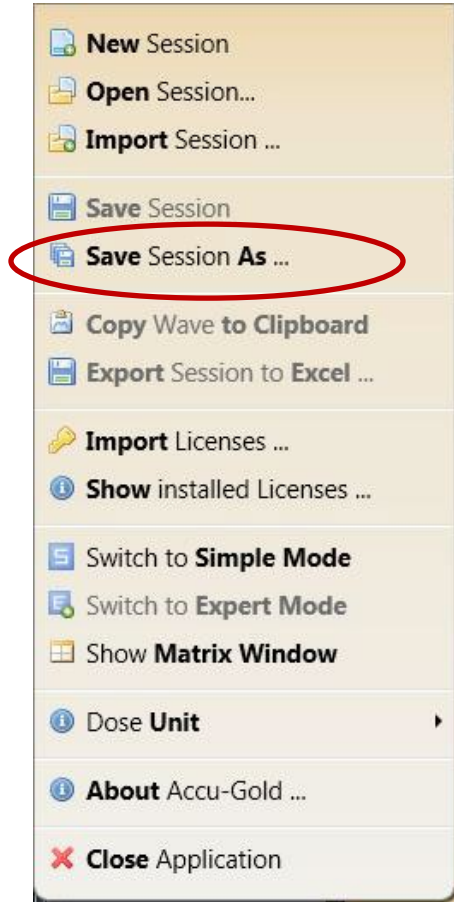 New Session
Open Session...
Import Session ...
Save Session
Save Session As ...
Copy Wave to Clipboard
Export Session to Excel ...
Import Licenses ...
Show installed Licenses ...
Switch to Simple Mode
Switch to Expert Mode
Show Matrix Window
Dose Unit
About Accu-Gold ...
Close Application